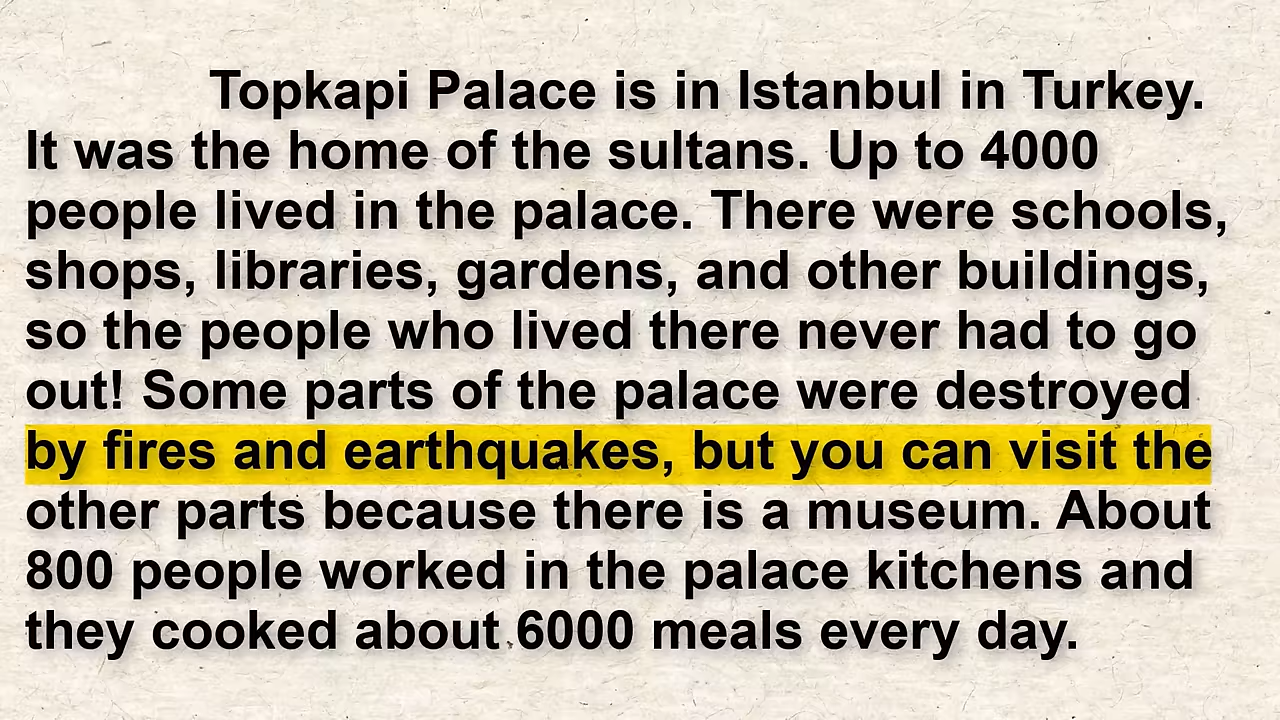 Topkapi Palace is in Istanbul in Turkey.
It was the home of the sultans. Up to 4000
people lived in the palace. There were schools,
shops, libraries, gardens, and other buildings,
so the people who lived there never had to go
out! Some parts of the palace were destroyed
by fires and earthquakes, but you can visit the
other parts because there is a museum. About
800 people worked in the palace kitchens and
they cooked about 6000 meals every day.